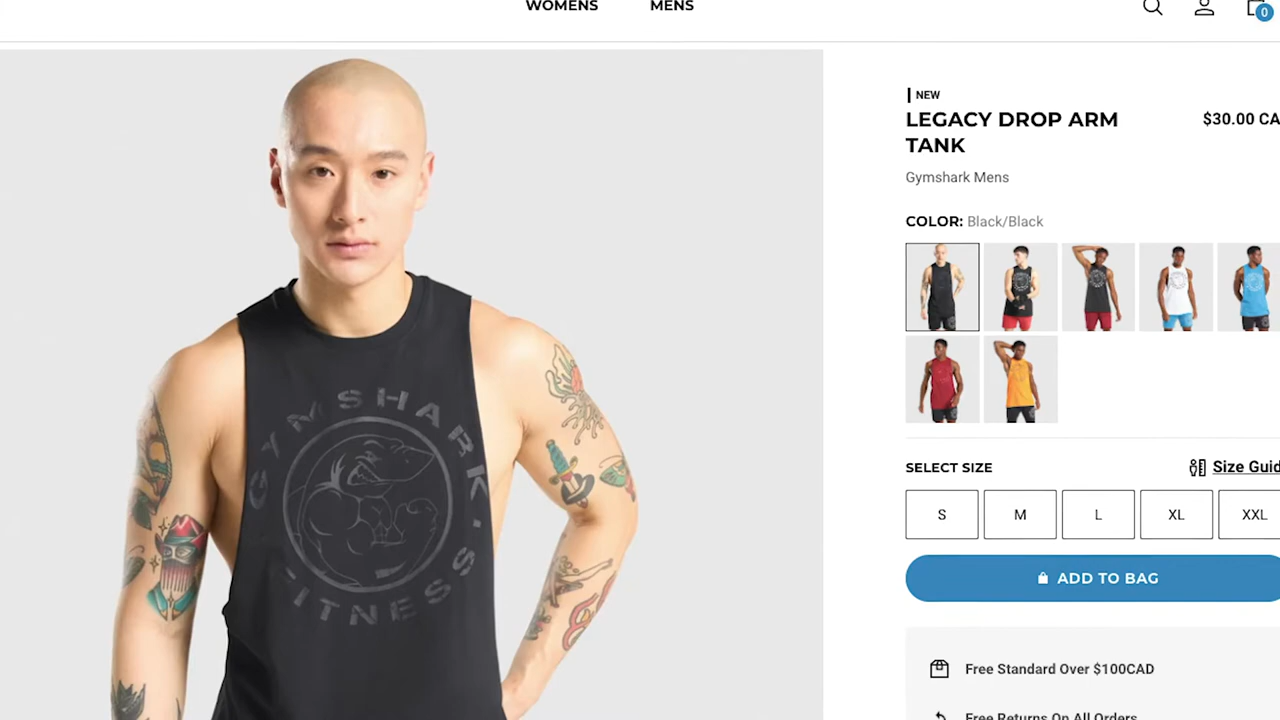 WOMENS MENS
0
NEW
LEGACY DROP ARM
TANK
$30.00 CA
Gymshark Mens
COLOR: Black/Black
GYMSHARK.
FITNESS
SELECT SIZE
Size Guid
S M L XL XXL
ADD TO BAG
Free Standard Over $100CAD
Free Returns On All Orders